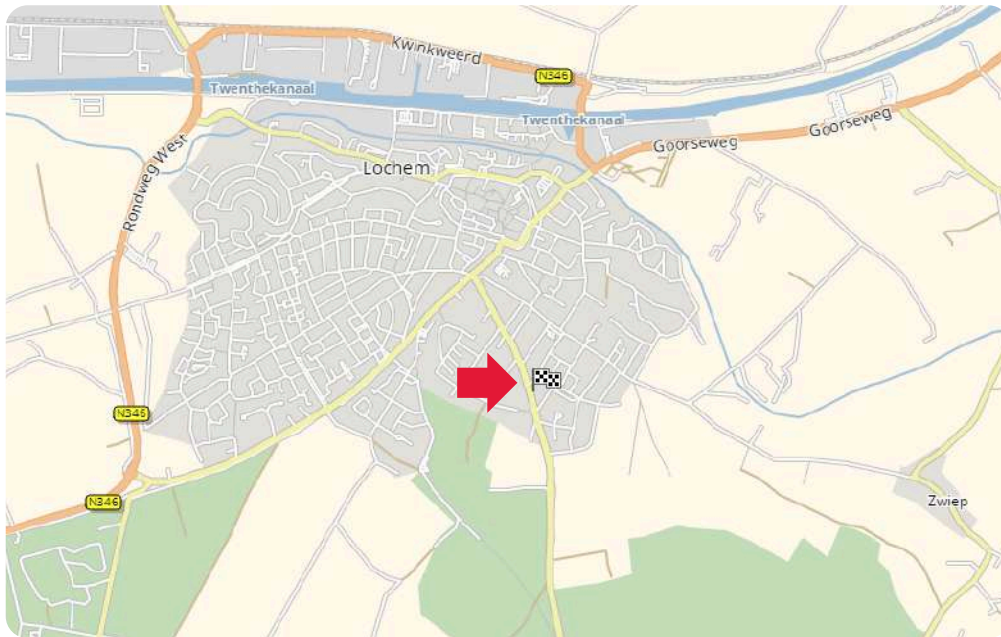 Kwinkweerd
N346
Twenthekanaal
Twenthekanaal
Goorseweg
Goorseweg
Lochem
Rondweg West
N346
N346
Zwiep